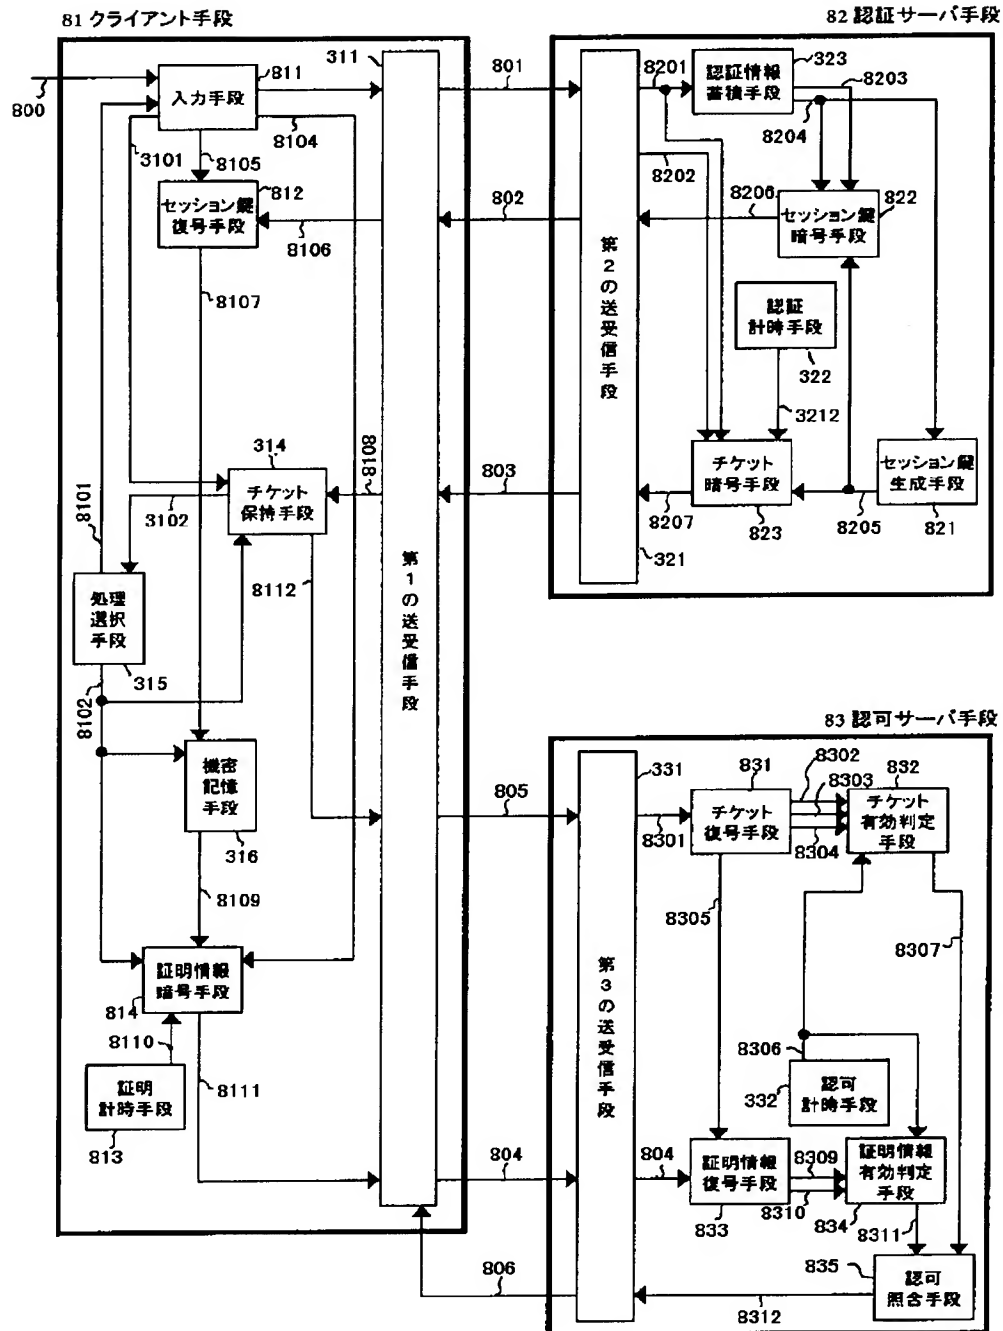 81 クライアント手段
82 認証サーバ手段
800
811
入力手段
3101
8105
8104
311
801
8201
323
認証情報
蓄積手段
8203
8204
8202
812
セッション鍵
復号手段
8106
802
8206
822
セッション鍵
暗号手段
8107
第2の送受信手段
認証
計時手段
322
3212
314
チケット
保持手段
8018
803
チケット
暗号手段
823
8207
8205
セッション鍵
生成手段
821
8101
3102
8112
321
処理
選択
手段
315
8102
第1の送受信手段
機密
記憶
手段
316
8109
83 認可サーバ手段
331
805
8301
831
チケット
復号手段
8302
8303
8304
832
チケット
有効判定
手段
8305
8307
第3の送受信手段
証明情報
暗号手段
814
8110
証明
計時手段
813
8111
8306
332
認可
計時手段
804
804
証明情報
復号手段
833
8309
8310
証明情報
有効判定
手段
834
8311
835
認可
照合手段
806
8312